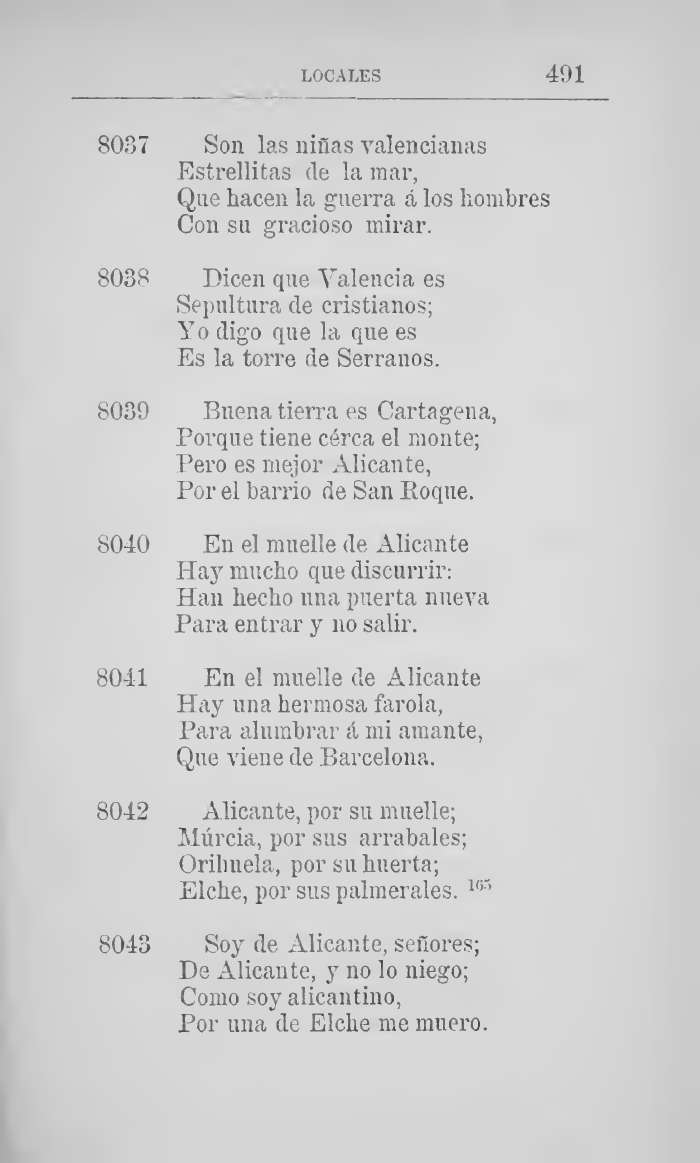 LOCALES 491
8037 Son las niñas valencianas
Estrellitas de la mar,
Que hacen la guerra á los hombres
Con su gracioso mirar.
8038 Dicen que Valencia es
Sepultura de cristianos;
Yo digo que la que es
Es la torre de Serranos.
8039 Buena tierra es Cartagena,
Porque tiene cérca el monte;
Pero es mejor Alicante,
Por el barrio de San Roque.
8040 En el muelle de Alicante
Hay mucho que discurrir:
Han hecho una puerta nueva
Para entrar y no salir.
8041 En el muelle de Alicante
Hay una hermosa farola,
Para alumbrar á mi amante,
Que viene de Barcelona.
8042 Alicante, por su muelle;
Múrcia, por sus arrabales;
Orihuela, por su huerta;
Elche, por sus palmerales. 165
8043 Soy de Alicante, señores;
De Alicante, y no lo niego;
Como soy alicantino,
Por una de Elche me muero.